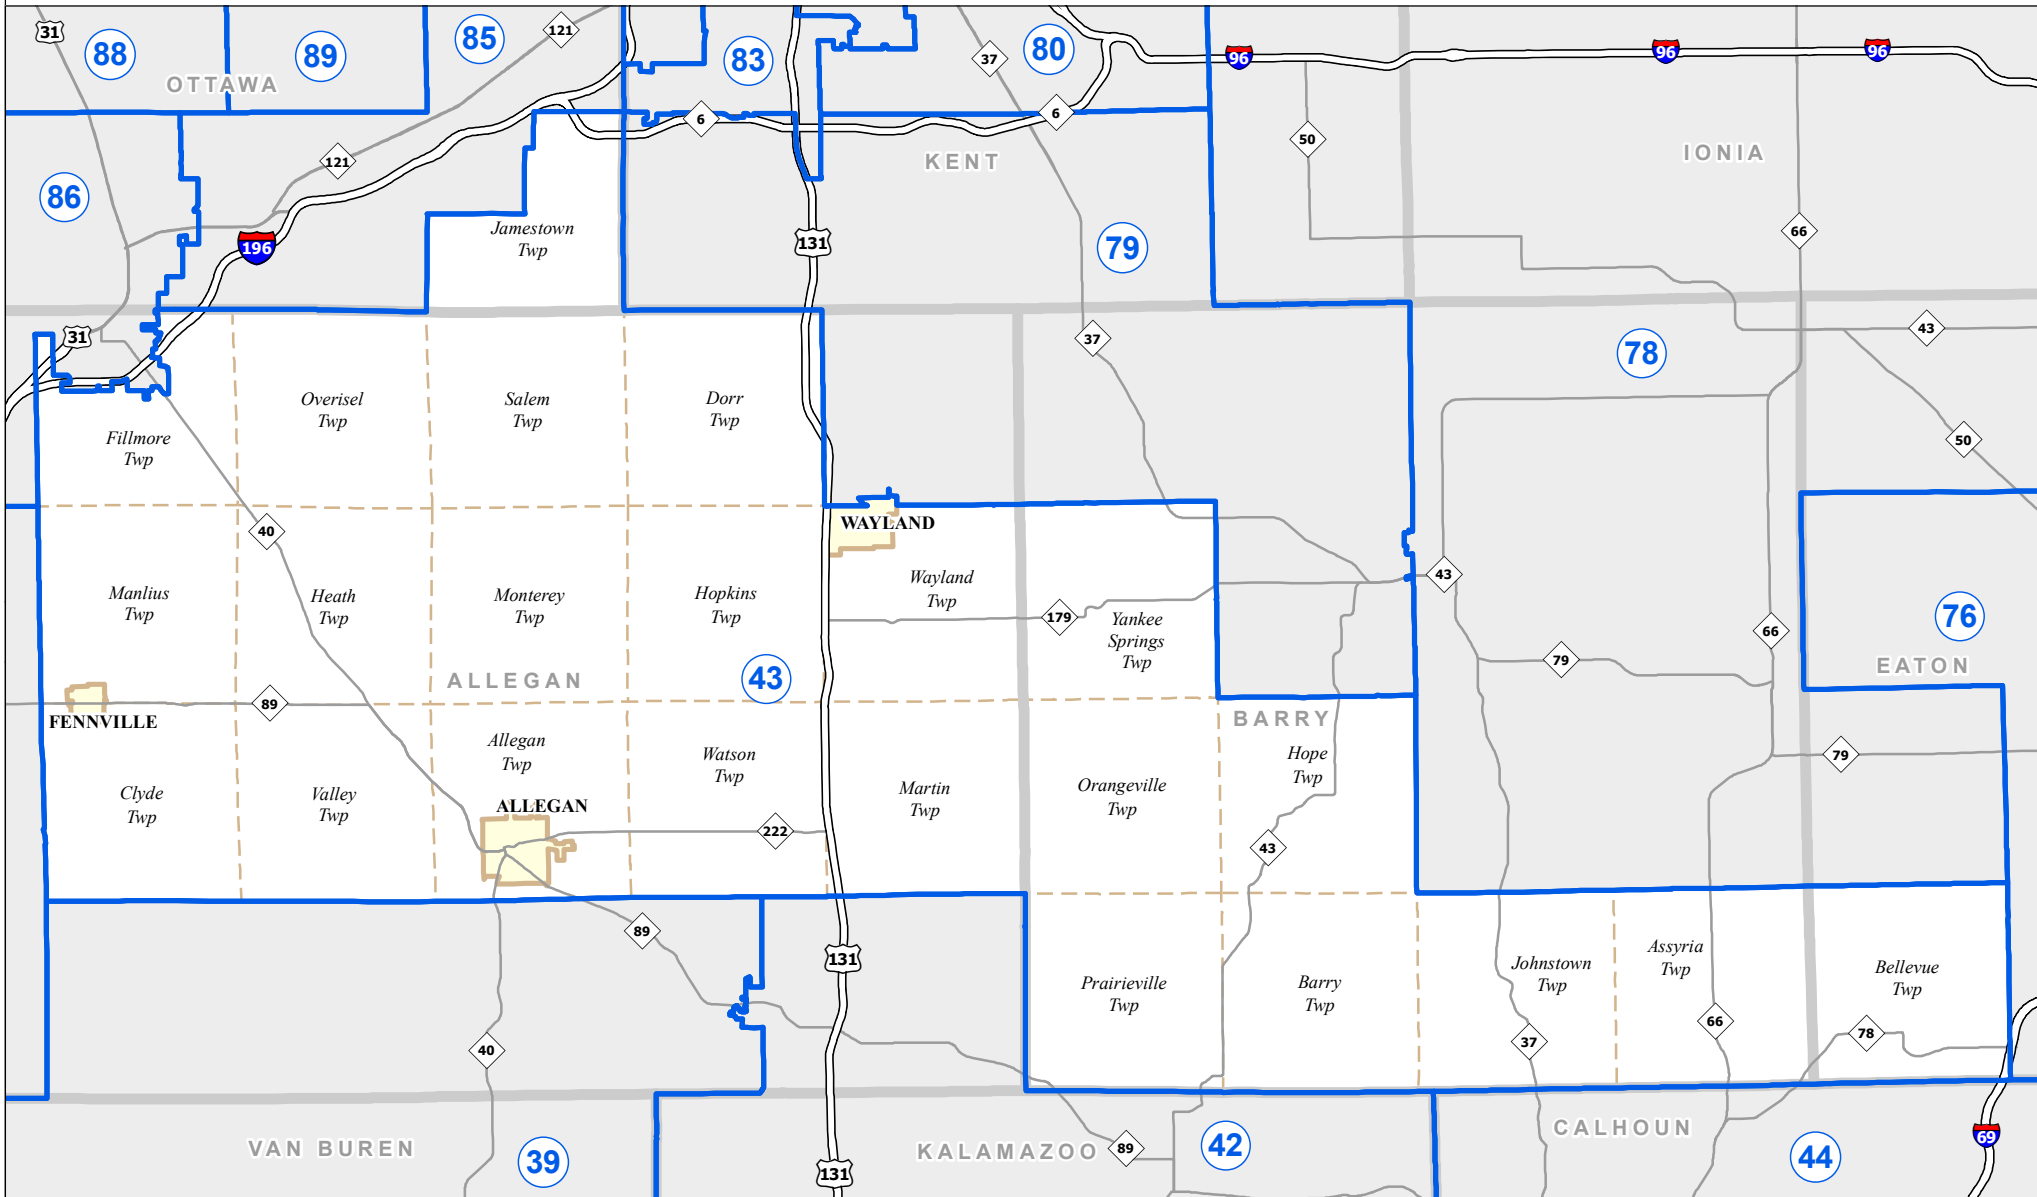 31
88
89
85
121
83
80
37
96
96
96
OTTAWA
6
6
50
KENT
IONIA
121
86
66
Jamestown
Twp
196
131
79
31
37
43
78
Overisel
Twp
Salem
Twp
Dorr
Twp
Fillmore
Twp
50
40
WAYLAND
43
Manlius
Twp
Heath
Twp
Monterey
Twp
Hopkins
Twp
Wayland
Twp
179
Yankee
Springs
Twp
66
76
79
EATON
ALLEGAN
43
89
FENNVILLE
BARRY
Allegan
Twp
Watson
Twp
Hope
Twp
79
Clyde
Twp
Valley
Twp
ALLEGAN
Martin
Twp
Orangeville
Twp
222
43
89
131
Prairieville
Twp
Barry
Twp
Johnstown
Twp
Assyria
Twp
Bellevue
Twp
40
37
66
78
VAN BUREN
39
KALAMAZOO
89
42
CALHOUN
44
69
131